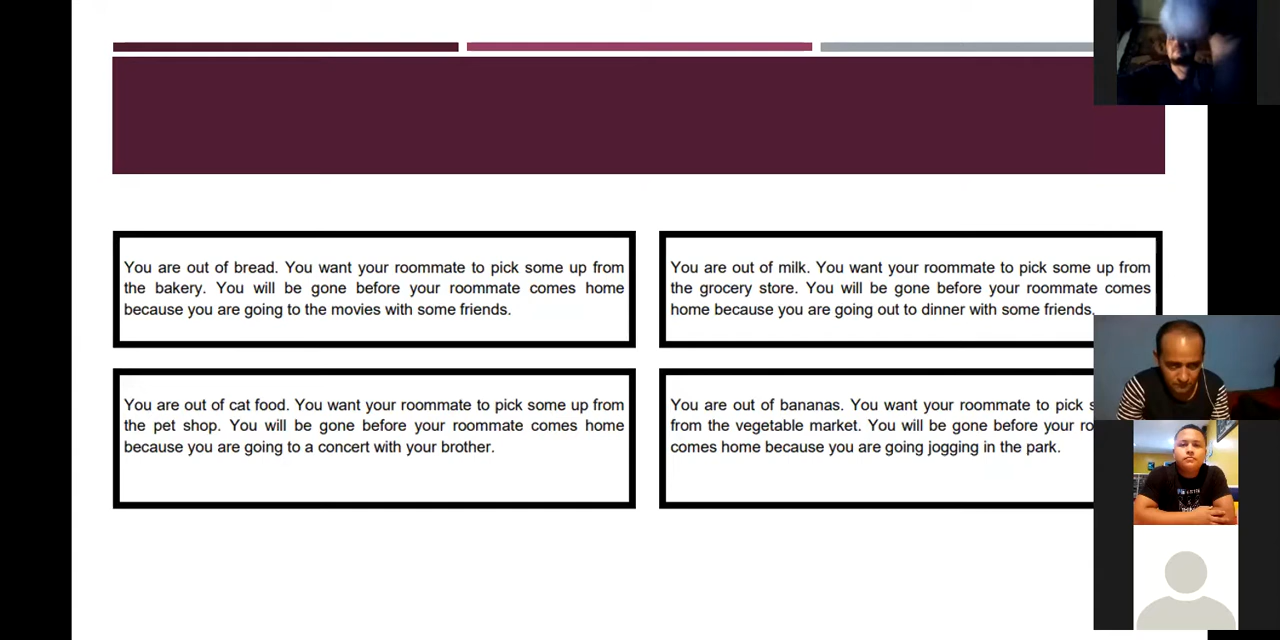 You are out of bread. You want your roommate to pick some up from
the bakery. You will be gone before your roommate comes home
because you are going to the movies with some friends.
You are out of milk. You want your roommate to pick some up from
the grocery store. You will be gone before your roommate comes
home because you are going out to dinner with some friends.
You are out of cat food. You want your roommate to pick some up from
the pet shop. You will be gone before your roommate comes home
because you are going to a concert with your brother.
You are out of bananas. You want your roommate to pick
from the vegetable market. You will be gone before your
comes home because you are going jogging in the park.